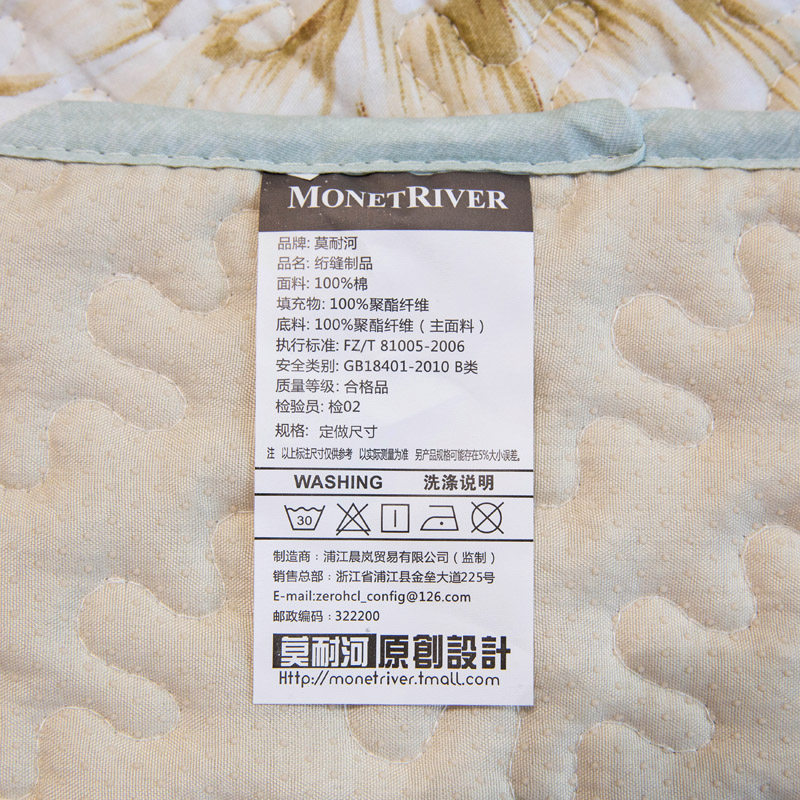 MONETRIVER
品牌: 莫耐河
品名: 绗缝制品
面料: 100%棉
填充物: 100%聚酯纤维
底料: 100%聚酯纤维（主面料）
执行标准: FZ/T 81005-2006
安全类别: GB18401-2010 B类
质量等级: 合格品
检验员: 检02
规格: 定做尺寸
注 以上标注尺寸仅供参考 以实际测量为准 另产品规格可能存在5%大小误差。
WASHING 洗涤说明
30
制造商：浦江晨岚贸易有限公司（监制）
销售总部：浙江省浦江县金垒大道225号
E-mail:zerohcl_config@126.com
邮政编码：322200
莫耐河原創設計
Http://monetriver.tmall.com